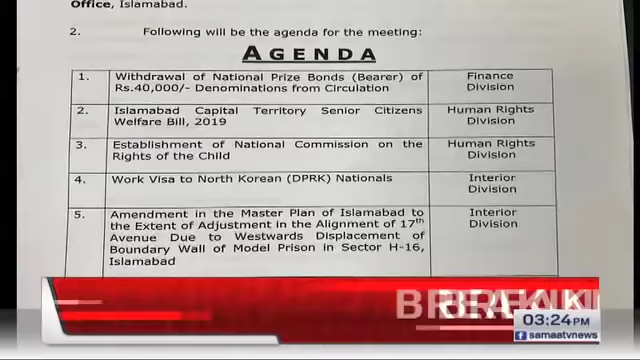 Office, Islamabad.
2. Following will be the agenda for the meeting:
AGENDA
1. Withdrawal of National Prize Bonds (Bearer) of Rs.40,000/- Denominations from Circulation Finance Division
2. Islamabad Capital Territory Senior Citizens Welfare Bill, 2019 Human Rights Division
3. Establishment of National Commission on the Rights of the Child Human Rights Division
4. Work Visa to North Korean (DPRK) Nationals Interior Division
5. Amendment in the Master Plan of Islamabad to the Extent of Adjustment in the Alignment of 17th Avenue Due to Westwards Displacement of Boundary Wall of Model Prison in Sector H-16, Islamabad Interior Division
03:24PM
samaatvnews